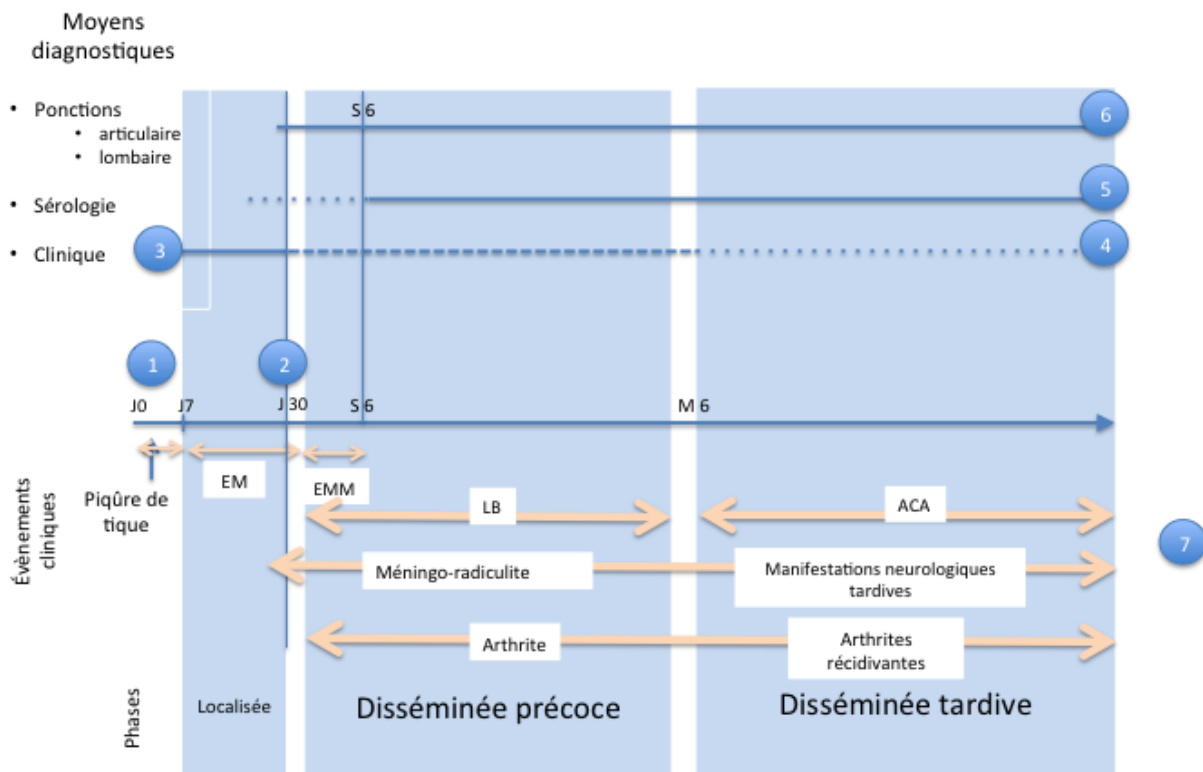 Moyens
diagnostiques
• Ponctions
• articulaire
• lombaire
S 6
6
• Sérologie
5
• Clinique
3
4
1
2
J0
J7
J 30
S 6
M 6
Piqûre de
tique
EM
EMM
LB
ACA
Évènements
cliniques
7
Méningo-radiculite
Manifestations neurologiques
tardives
Arthrite
Arthrites
récidivantes
Phases
Localisée
Disséminée précoce
Disséminée tardive